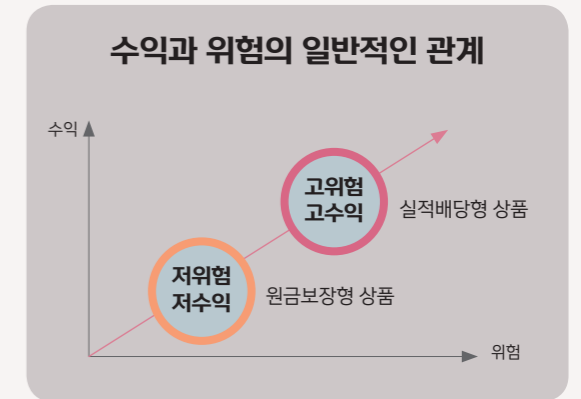 수익과 위험의 일반적인 관계
수익
고위험
고수익
실적배당형 상품
저위험
저수익
원금보장형 상품
위험